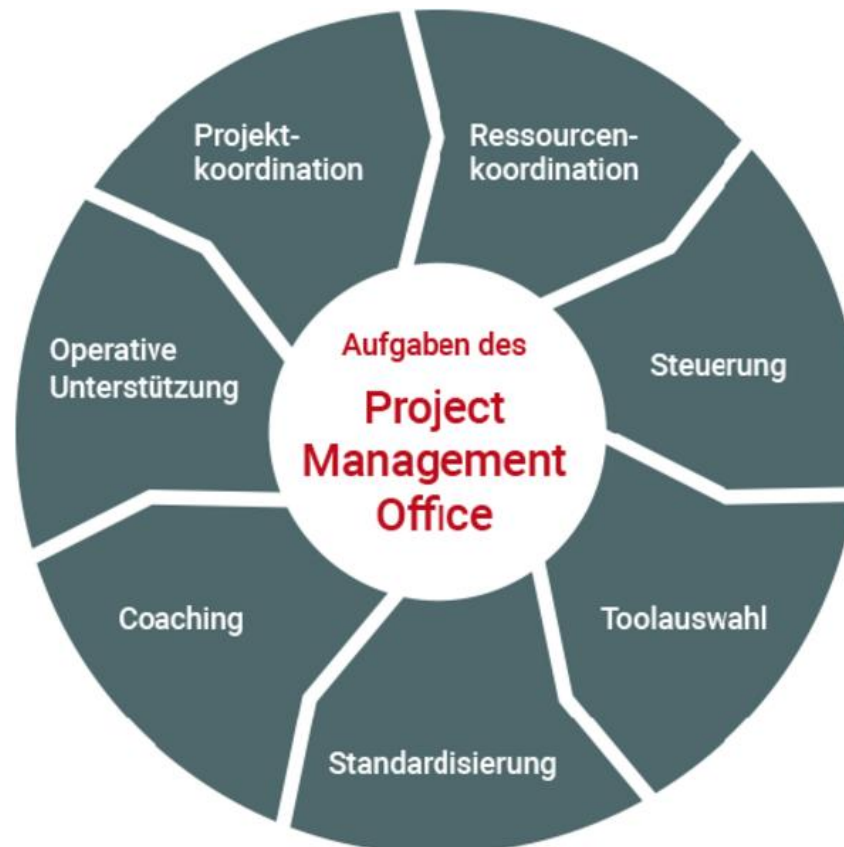 Projekt-
koordination
Ressourcen-
koordination
Steuerung
Toolauswahl
Standardisierung
Coaching
Operative
Unterstützung
Aufgaben des
Project
Management
Office